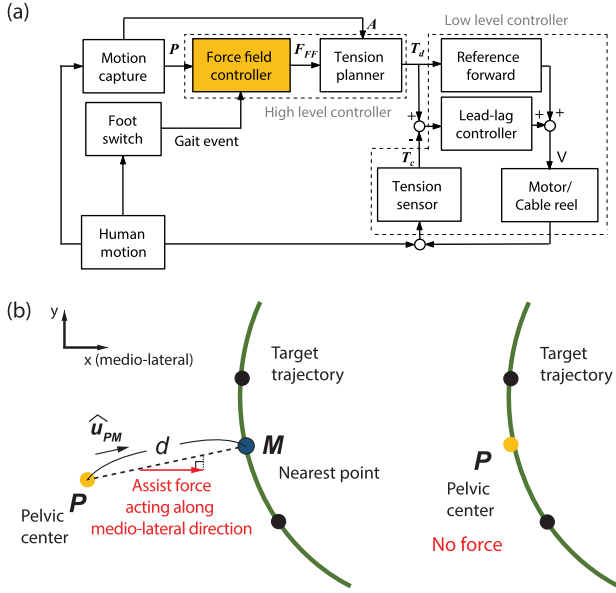 (a)
Low level controller
A
Motion
capture
P
Force field
controller
F_FF
Tension
planner
T_d
Reference
forward
High level controller
Foot
switch
Gait event
+
-
Lead-lag
controller
+
+
T_c
V
Tension
sensor
Motor/
Cable reel
Human
motion
(b)
y
x (medio-lateral)
Target
trajectory
û_PM
d
M
Nearest point
P
Pelvic
center
Assist force
acting along
medio-lateral direction
Target
trajectory
P
Pelvic
center
No force